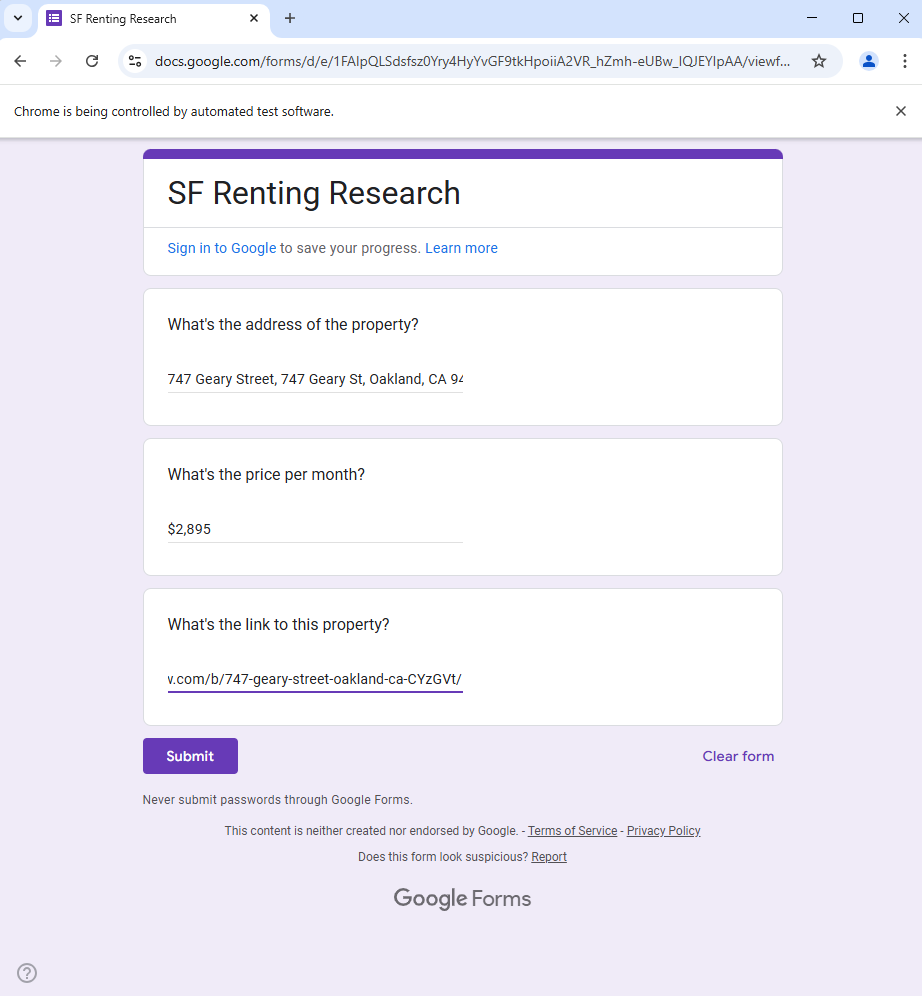 SF Renting Research
docs.google.com/forms/d/e/1FAIpQLSdsfsz0Yry4HyYvGF9tkHpoiiA2VR_hZmh-eUBw_IQJEYIpAA/viewf...
Chrome is being controlled by automated test software.
SF Renting Research
Sign in to Google to save your progress. Learn more
What's the address of the property?
747 Geary Street, 747 Geary St, Oakland, CA 94
What's the price per month?
$2,895
What's the link to this property?
w.com/b/747-geary-street-oakland-ca-CYzGVt/
Submit
Clear form
Never submit passwords through Google Forms.
This content is neither created nor endorsed by Google. - Terms of Service - Privacy Policy
Does this form look suspicious? Report
Google Forms